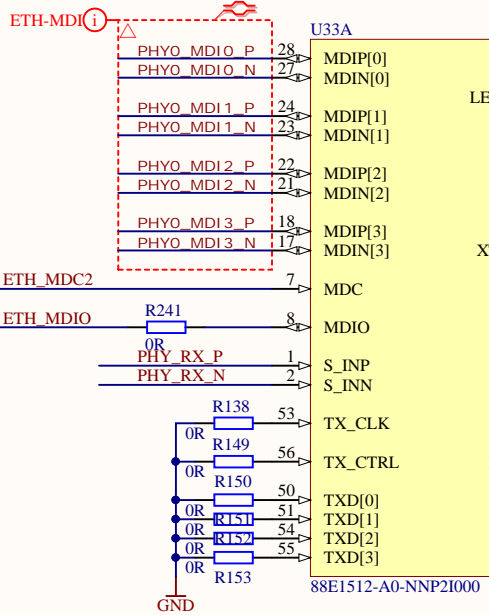 ETH-MDI i
U33A
PHY0_MDI0_P 28 MDIP[0]
PHY0_MDI0_N 27 MDIN[0]
LE
PHY0_MDI1_P 24 MDIP[1]
PHY0_MDI1_N 23 MDIN[1]
PHY0_MDI2_P 22 MDIP[2]
PHY0_MDI2_N 21 MDIN[2]
PHY0_MDI3_P 18 MDIP[3]
PHY0_MDI3_N 17 MDIN[3]
X
ETH_MDC2 7 MDC
R241
ETH_MDIO 8 MDIO
0R
PHY_RX_P 1 S_INP
PHY_RX_N 2 S_INN
R138 53 TX_CLK
0R
R149 56 TX_CTRL
0R
R150 50 TXD[0]
0R
R151 51 TXD[1]
0R
R152 54 TXD[2]
0R
55 TXD[3]
0R
R153
88E1512-A0-NNP2I000
GND